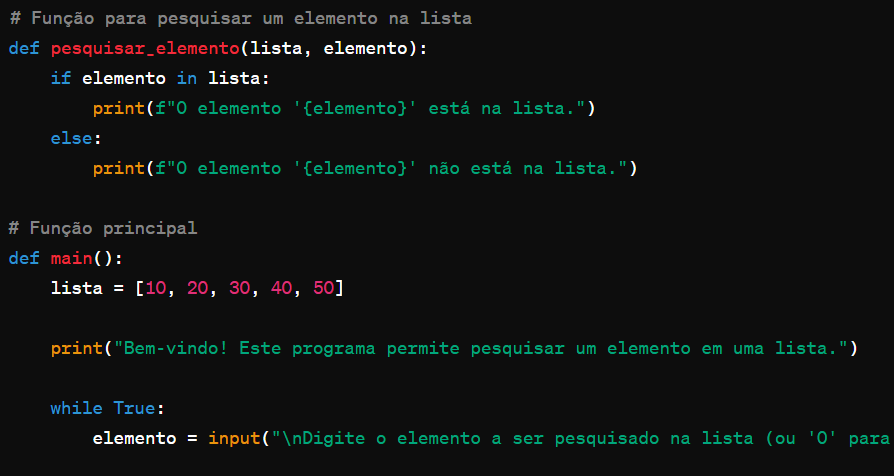 # Função para pesquisar um elemento na lista
def pesquisar_elemento(lista, elemento):
    if elemento in lista:
        print(f"O elemento '{elemento}' está na lista.")
    else:
        print(f"O elemento '{elemento}' não está na lista.")

# Função principal
def main():
    lista = [10, 20, 30, 40, 50]

    print("Bem-vindo! Este programa permite pesquisar um elemento em uma lista.")

    while True:
        elemento = input("\nDigite o elemento a ser pesquisado na lista (ou '0' para